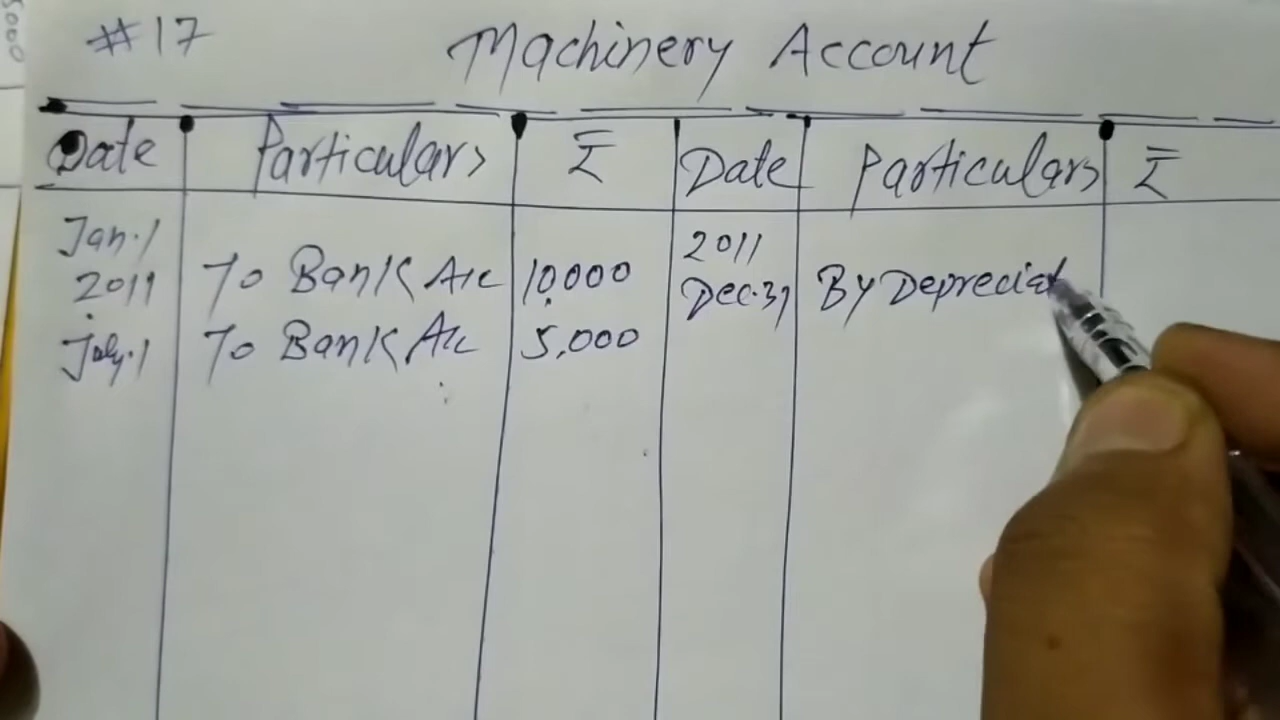 5000
#17
Machinery Account
Date Particulars ₹ Date Particulars ₹
Jan.1 2011
2011 To Bank A/c 10,000 Dec.31 By Depreciat
July.1 To Bank A/c 5,000